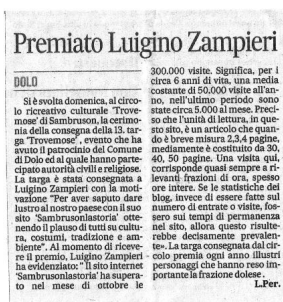 Premiato Luigino Zampieri
DOLO
Si è svolta domenica, al circo-
lo ricreativo culturale 'Trove-
mose' di Sambruson, la cerimo-
nia della consegna della 13. tar-
ga 'Trovemose', evento che ha
avuto il patrocinio del Comune
di Dolo ed al quale hanno parte-
cipato autorità civili e religiose.
La targa è stata consegnata a
Luigino Zampieri con la moti-
vazione "Per aver saputo dare
lustro al nostro paese con il suo
sito 'Sambrusonlastoria' otte-
nendo il plauso di tutti su cultu-
ra, costumi, tradizione e am-
biente". Al momento di riceve-
re il premio, Luigino Zampieri
ha evidenziato: "Il sito internet
'Sambrusonlastoria' ha supera-
to nel mese di ottobre le
300.000 visite. Significa, per i
circa 6 anni di vita, una media
costante di 50.000 visite all'an-
no, nell'ultimo periodo sono
state circa 5.000 al mese. Preci-
so che l'unità di lettura, in que-
sto sito, è un articolo che quan-
do è breve misura 2,3,4 pagine,
mediamente è costituito da 30,
40, 50 pagine. Una visita qui,
corrisponde quasi sempre a ri-
levanti frazioni di ora, spesso
ore intere. Se le statistiche dei
blog, invece di essere fatte sul
numero di entrate o visite, fos-
sero sui tempi di permanenza
nel sito, allora questo risulte-
rebbe decisamente prevalen-
te». La targa consegnata dal cir-
colo premia ogni anno illustri
personaggi che hanno reso im-
portante la frazione dolese .
L.Per.